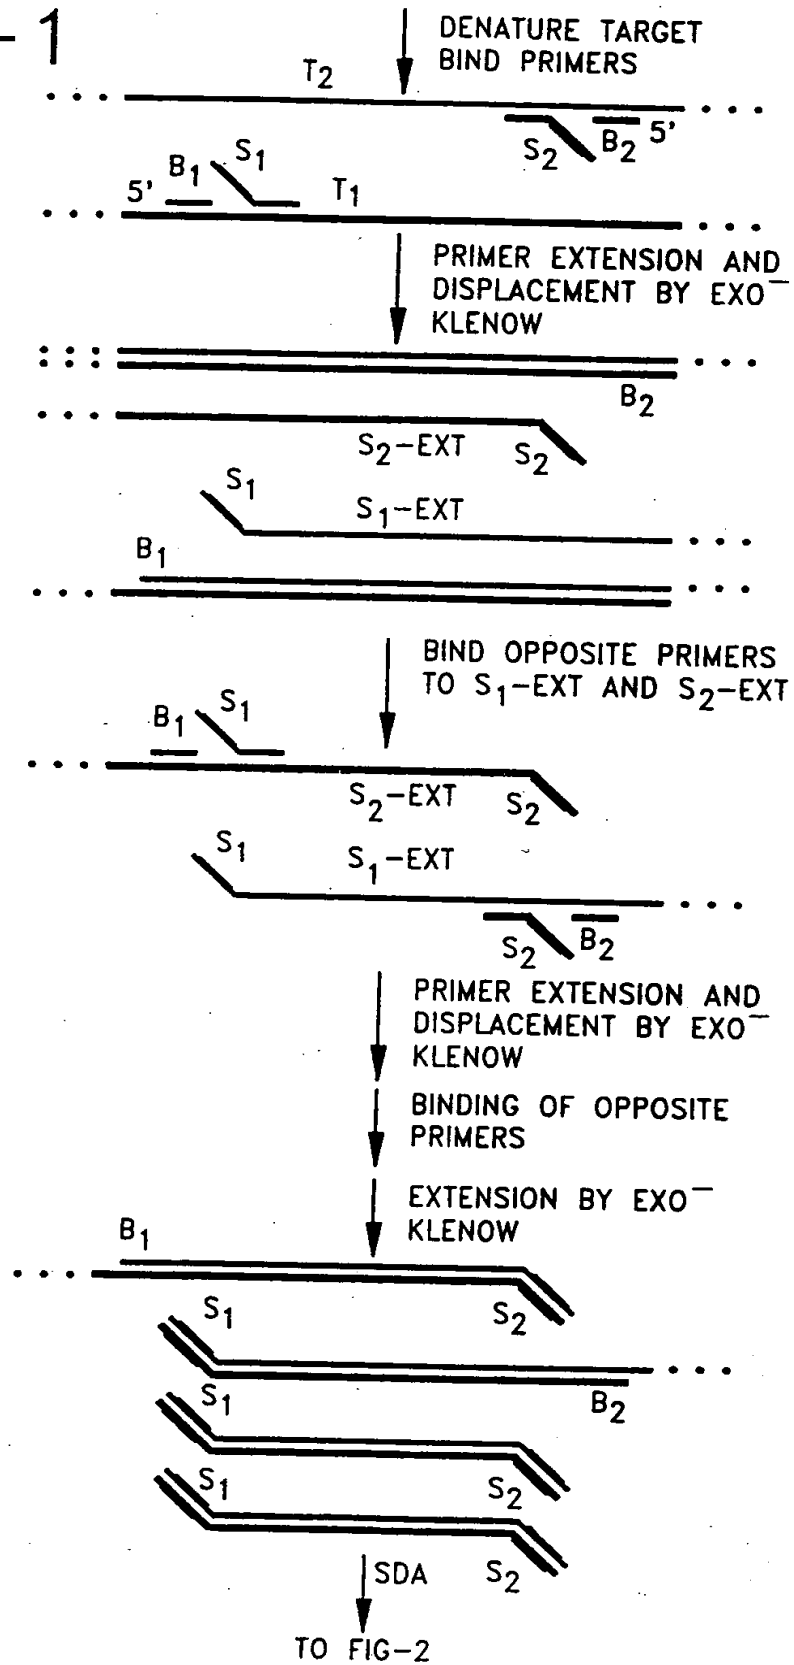 -1
DENATURE TARGET
BIND PRIMERS
T2
S2 B2 5'
5' B1 S1 T1
PRIMER EXTENSION AND
DISPLACEMENT BY EXO‾
KLENOW
B2
S2-EXT S2
S1 S1-EXT
B1
BIND OPPOSITE PRIMERS
TO S1-EXT AND S2-EXT
B1 S1
S2-EXT S2
S1 S1-EXT
S2 B2
PRIMER EXTENSION AND
DISPLACEMENT BY EXO‾
KLENOW
BINDING OF OPPOSITE
PRIMERS
EXTENSION BY EXO‾
KLENOW
B1
S1 S2
S1 B2
S1 S2
SDA S2
TO FIG-2